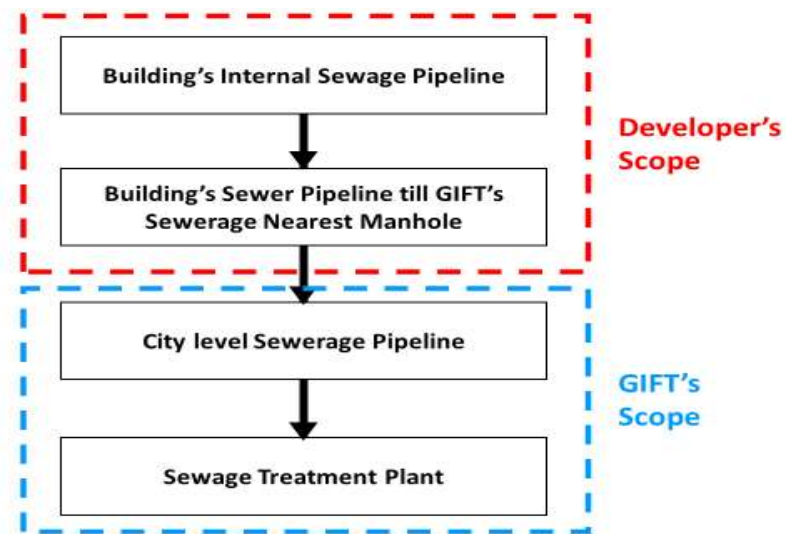 Building’s Internal Sewage Pipeline
Developer’s
Scope
Building’s Sewer Pipeline till GIFT’s
Sewerage Nearest Manhole
City level Sewerage Pipeline
GIFT’s
Scope
Sewage Treatment Plant